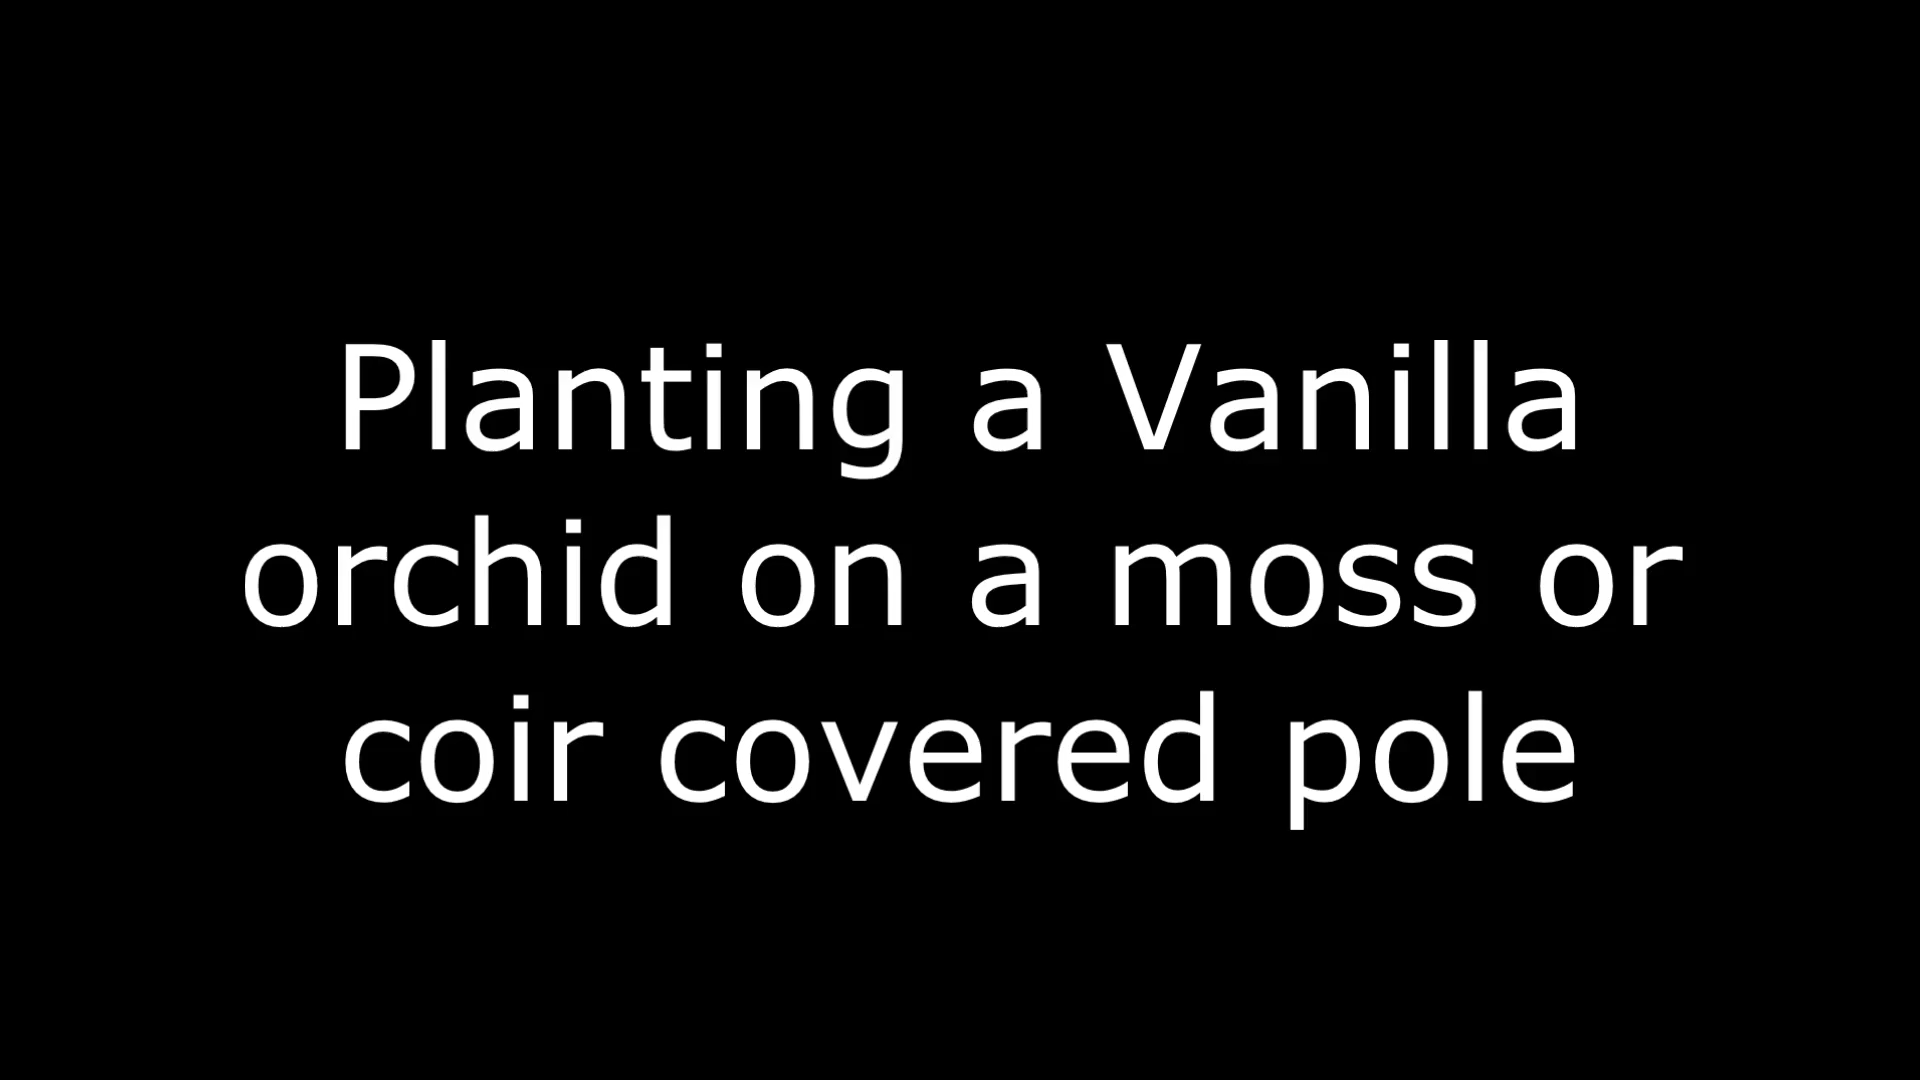 Planting a Vanilla
orchid on a moss or
coir covered pole